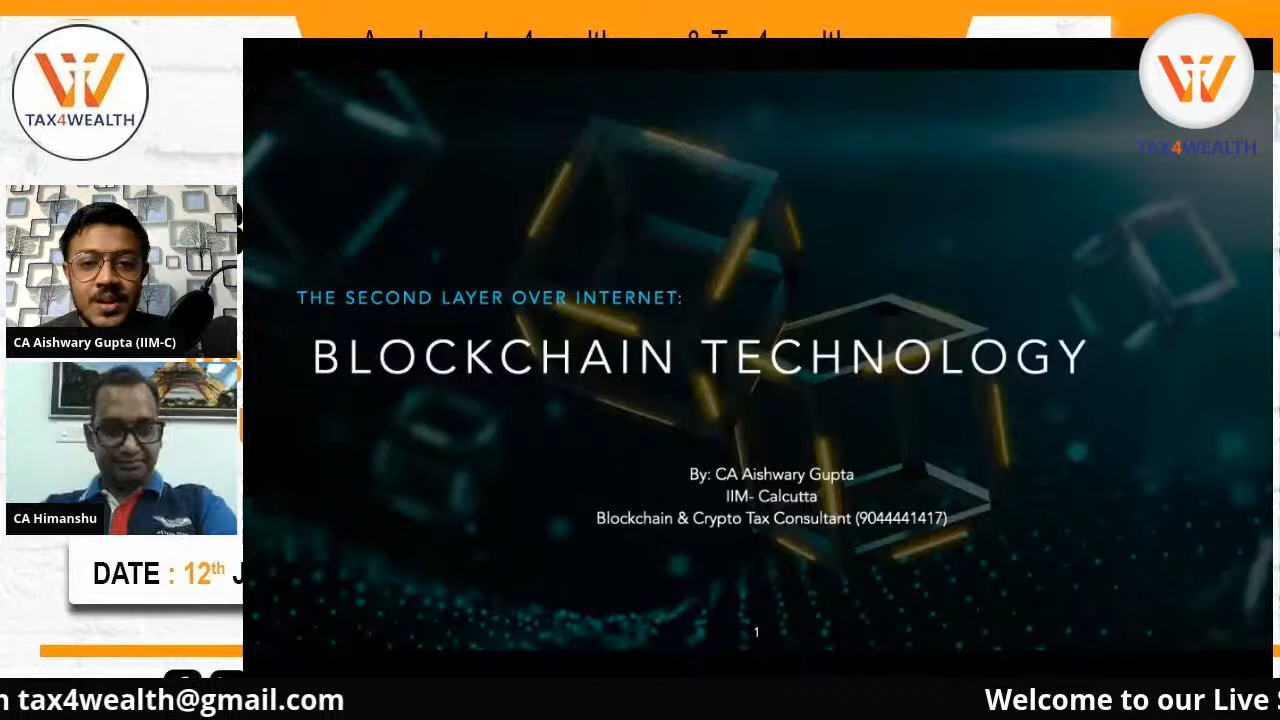 TAX4WEALTH
TAX4WEALTH
THE SECOND LAYER OVER INTERNET:
BLOCKCHAIN TECHNOLOGY
By: CA Aishwary Gupta
IIM- Calcutta
Blockchain & Crypto Tax Consultant (9044441417)
1
CA Aishwary Gupta (IIM-C)
CA Himanshu
DATE : 12th J
tax4wealth@gmail.com
Welcome to our Live